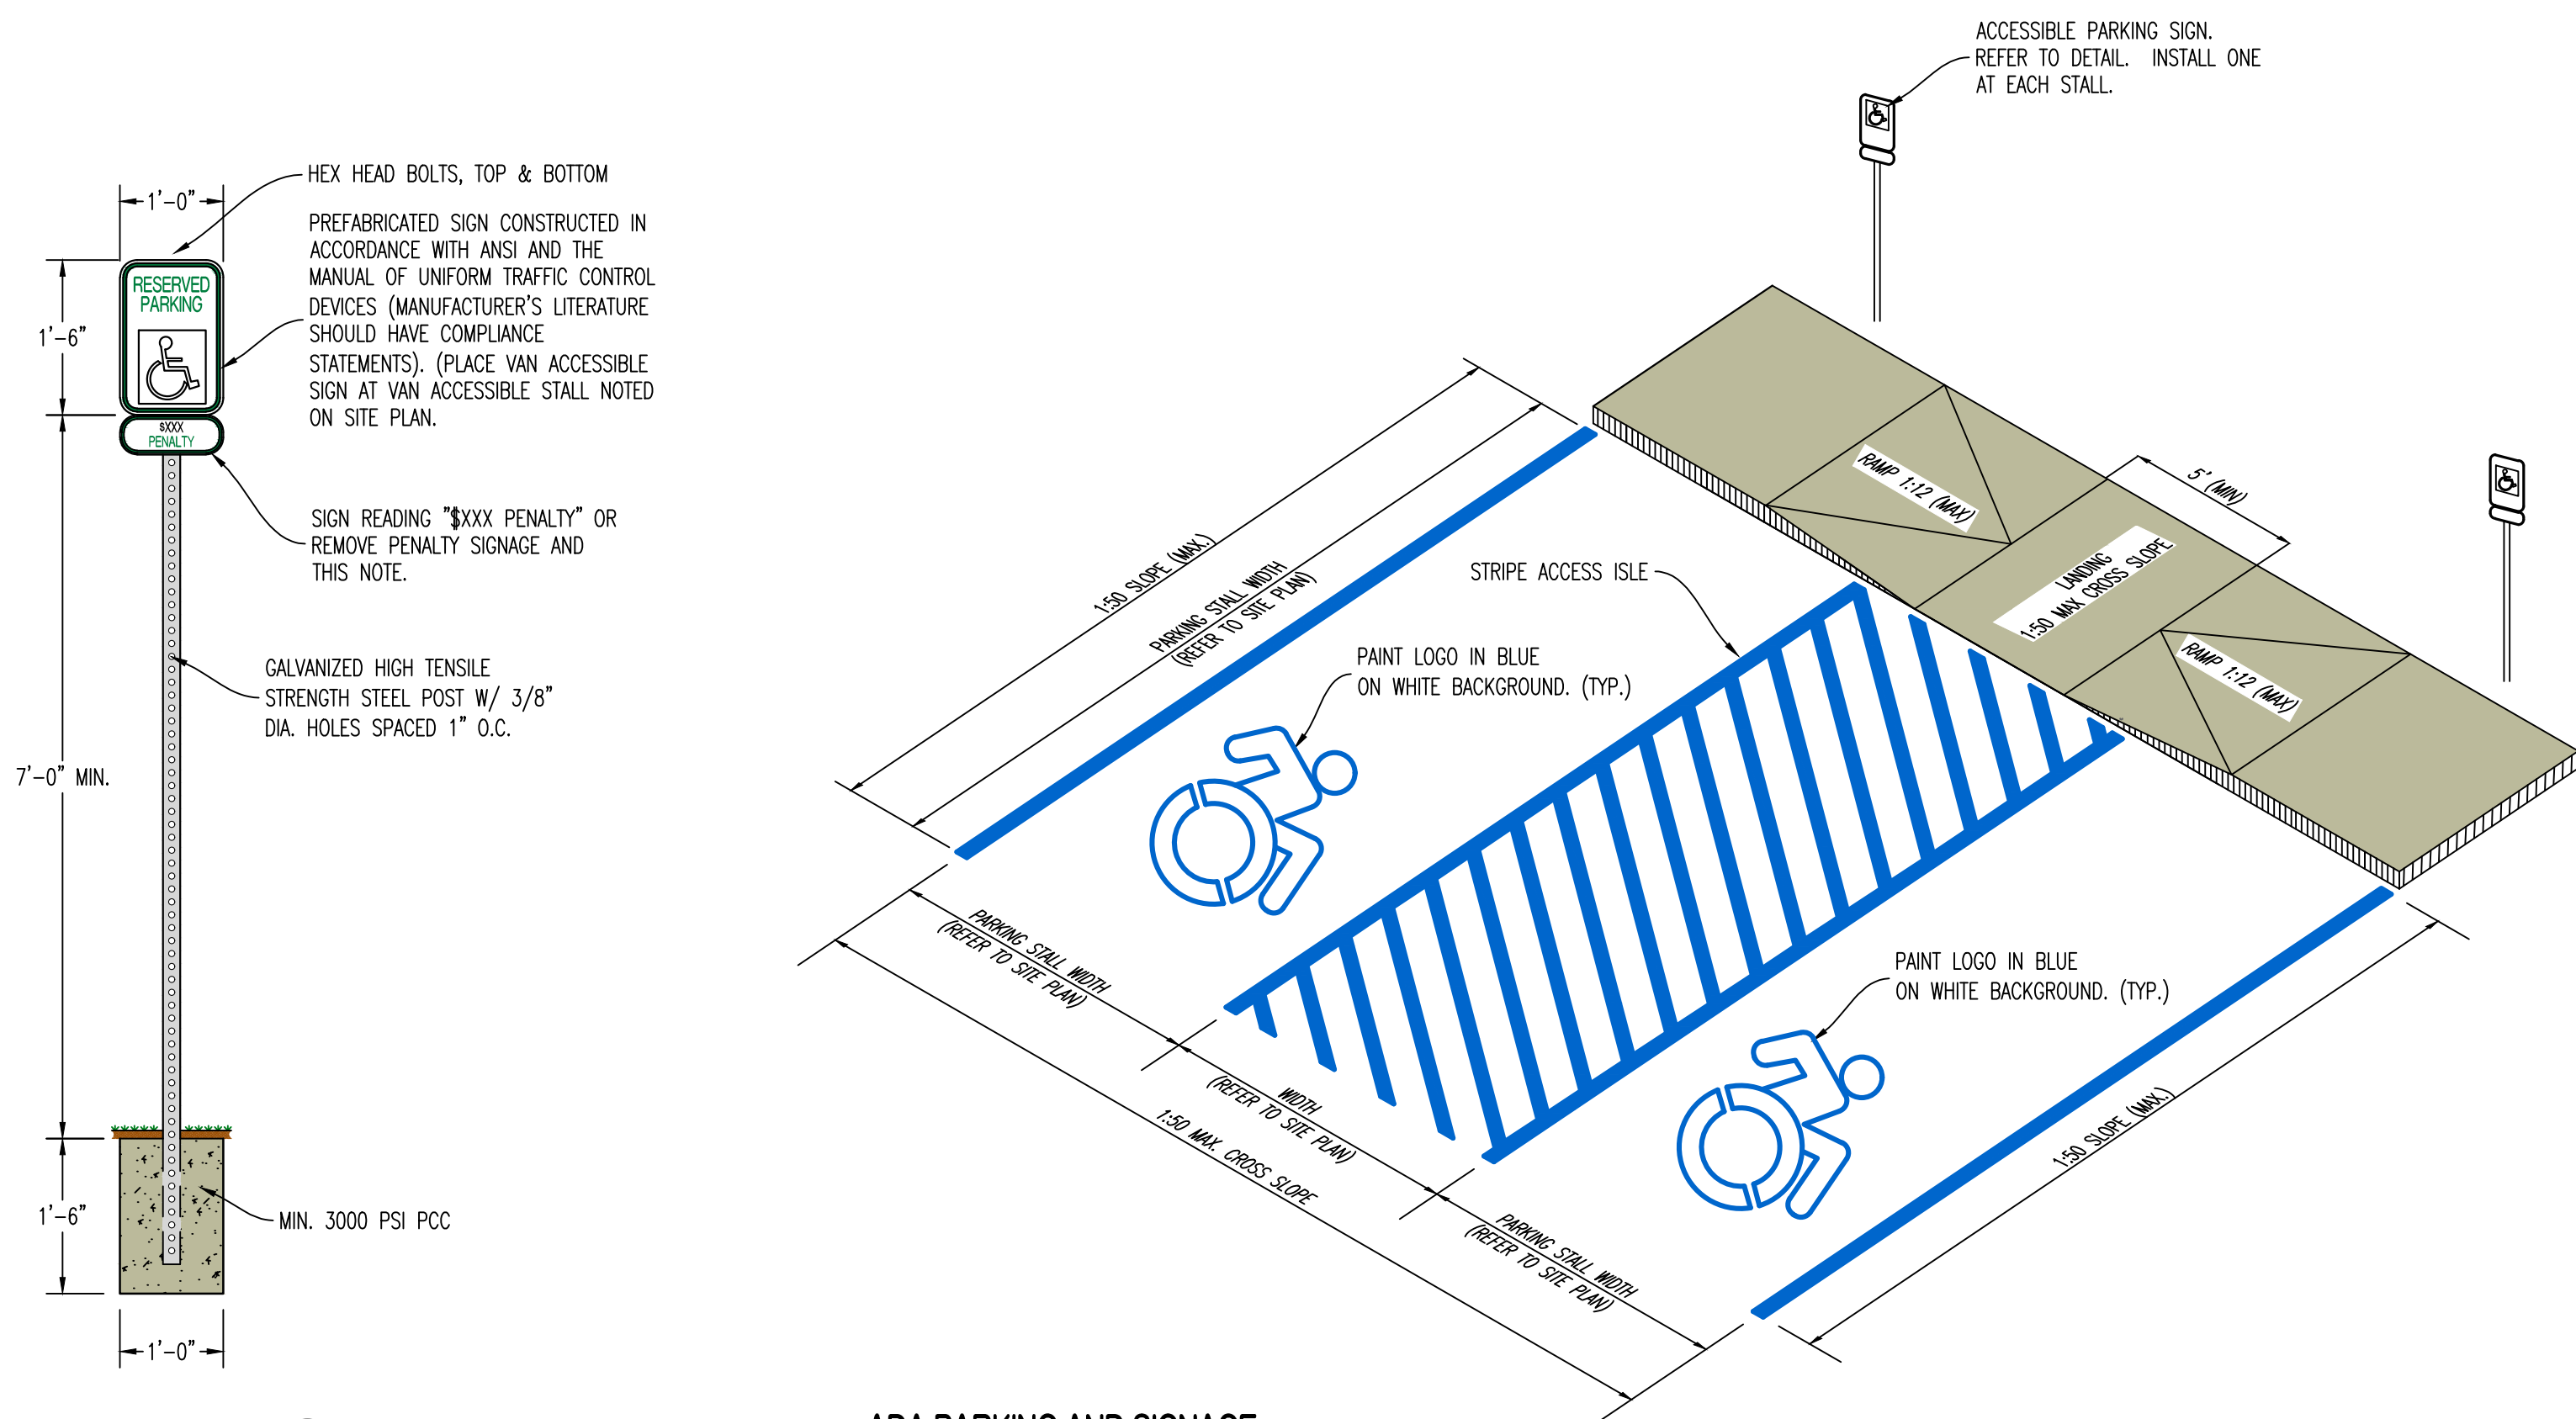 HEX HEAD BOLTS, TOP & BOTTOM
1'-0"
PREFABRICATED SIGN CONSTRUCTED IN
ACCORDANCE WITH ANSI AND THE
MANUAL OF UNIFORM TRAFFIC CONTROL
DEVICES (MANUFACTURER'S LITERATURE
SHOULD HAVE COMPLIANCE
STATEMENTS). (PLACE VAN ACCESSIBLE
SIGN AT VAN ACCESSIBLE STALL NOTED
ON SITE PLAN.
RESERVED
PARKING
1'-6"
$XXX
PENALTY
SIGN READING "$XXX PENALTY" OR
REMOVE PENALTY SIGNAGE AND
THIS NOTE.
GALVANIZED HIGH TENSILE
STRENGTH STEEL POST W/ 3/8"
DIA. HOLES SPACED 1" O.C.
7'-0" MIN.
1'-6"
MIN. 3000 PSI PCC
1'-0"
ACCESSIBLE PARKING SIGN.
REFER TO DETAIL. INSTALL ONE
AT EACH STALL.
RAMP 1:12 (MAX)
5' (MIN)
LANDING
1:50 MAX CROSS SLOPE
RAMP 1:12 (MAX)
1:50 SLOPE (MAX.)
PARKING STALL WIDTH
(REFER TO SITE PLAN)
STRIPE ACCESS ISLE
PAINT LOGO IN BLUE
ON WHITE BACKGROUND. (TYP.)
PARKING STALL WIDTH
(REFER TO SITE PLAN)
WIDTH
(REFER TO SITE PLAN)
1:50 MAX. CROSS SLOPE
PARKING STALL WIDTH
(REFER TO SITE PLAN)
PAINT LOGO IN BLUE
ON WHITE BACKGROUND. (TYP.)
1:50 SLOPE (MAX.)
ADA PARKING AND SIGNAGE